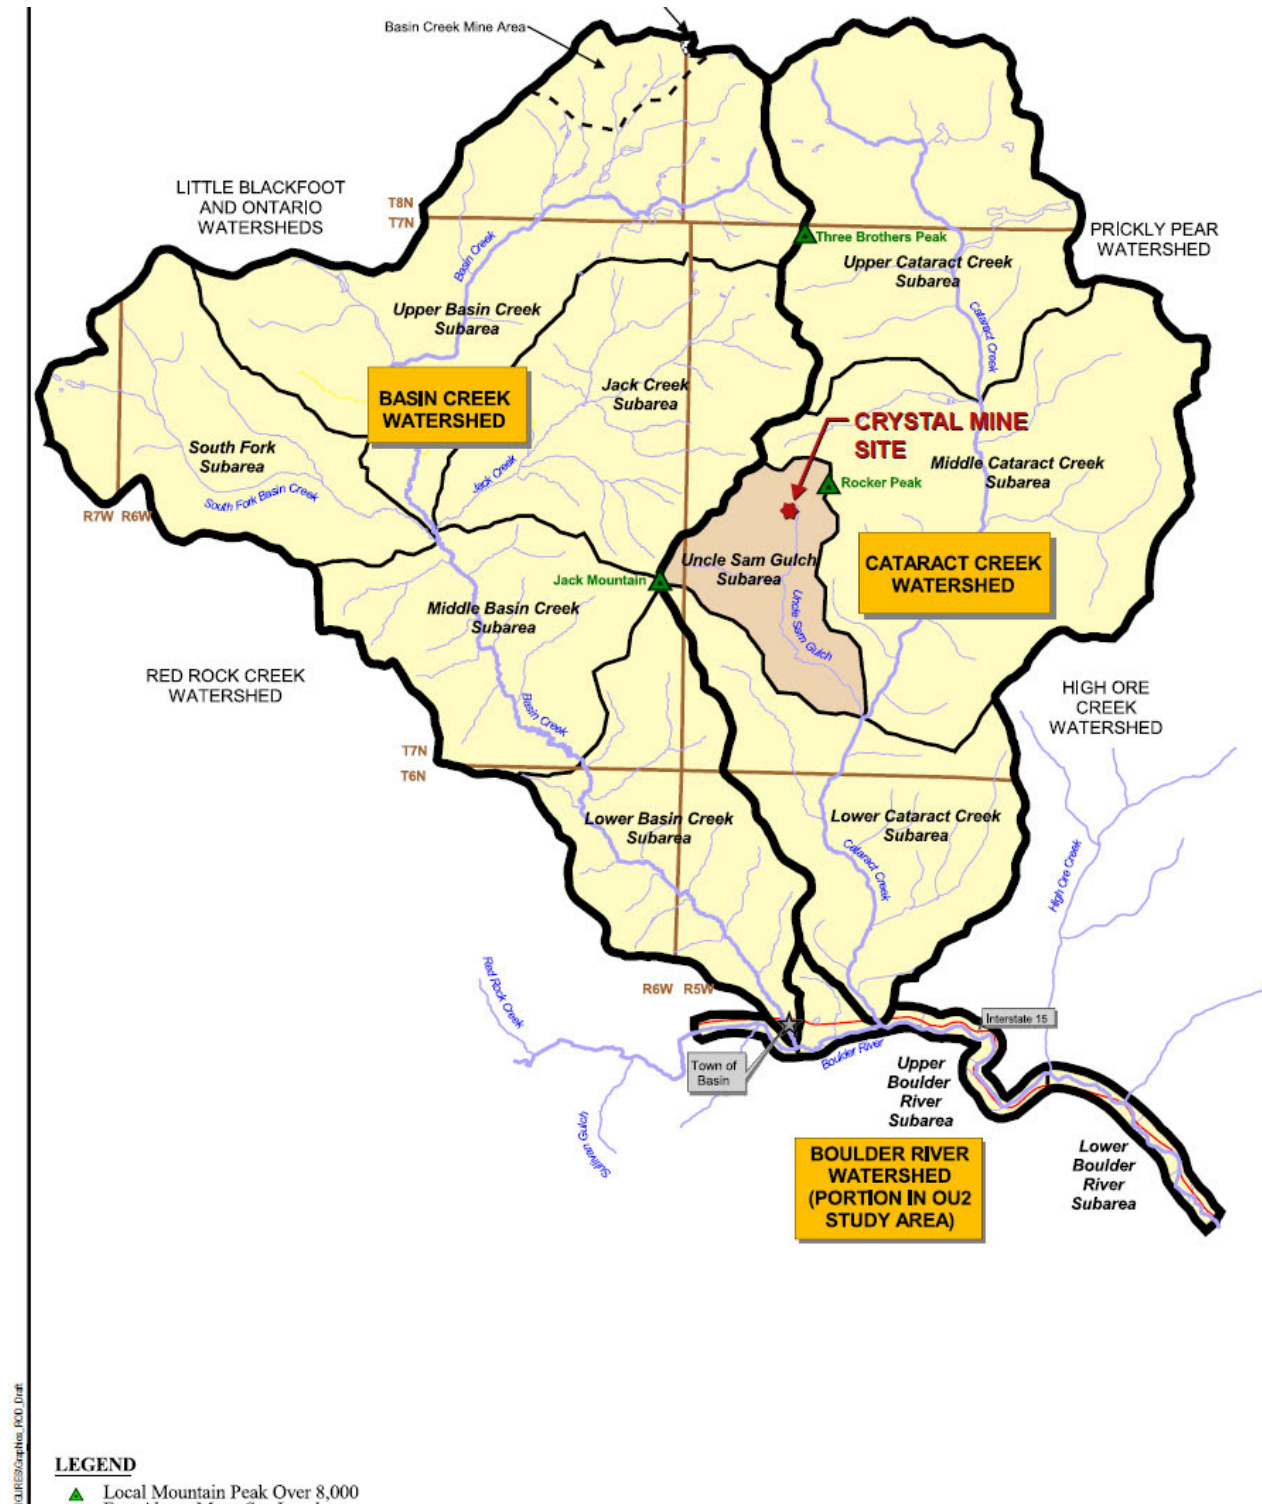 Basin Creek Mine Area
LITTLE BLACKFOOT
AND ONTARIO
WATERSHEDS
T8N
T7N
Three Brothers Peak
PRICKLY PEAR
WATERSHED
Upper Cataract Creek
Subarea
Basin Creek
Upper Basin Creek
Subarea
Cataract Creek
Jack Creek
Subarea
BASIN CREEK
WATERSHED
CRYSTAL MINE
SITE
South Fork
Subarea
Middle Cataract Creek
Subarea
Jack Creek
Rocker Peak
South Fork Basin Creek
R7W R6W
Uncle Sam Gulch
Subarea
CATARACT CREEK
WATERSHED
Jack Mountain
Middle Basin Creek
Subarea
Uncle Sam Gulch
RED ROCK CREEK
WATERSHED
HIGH ORE
CREEK
WATERSHED
Basin Creek
T7N
T6N
Lower Basin Creek
Subarea
Lower Cataract Creek
Subarea
Cataract Creek
High Ore Creek
Red Rock Creek
R6W R5W
Interstate 15
Town of
Basin
Boulder River
Upper
Boulder
River
Subarea
Sullivan Gulch
BOULDER RIVER
WATERSHED
(PORTION IN OU2
STUDY AREA)
Lower
Boulder
River
Subarea
LEGEND
Local Mountain Peak Over 8,000